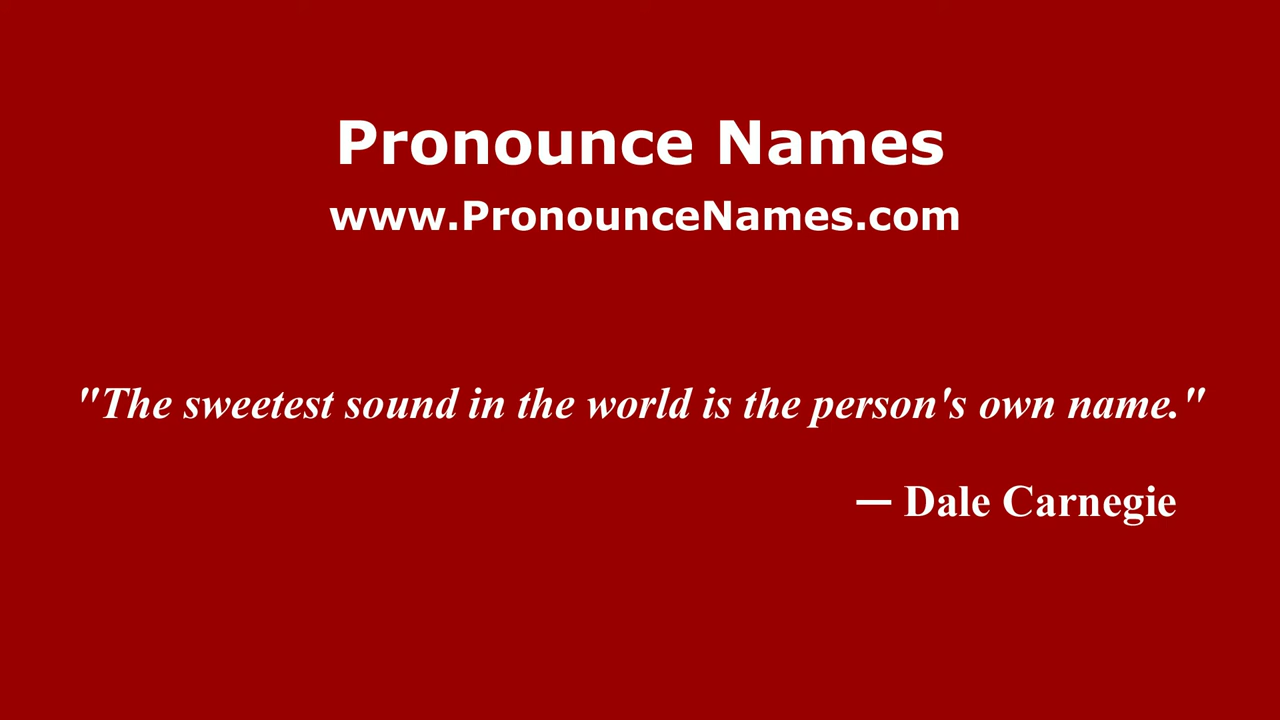 Pronounce Names
www.PronounceNames.com
"The sweetest sound in the world is the person's own name."
— Dale Carnegie